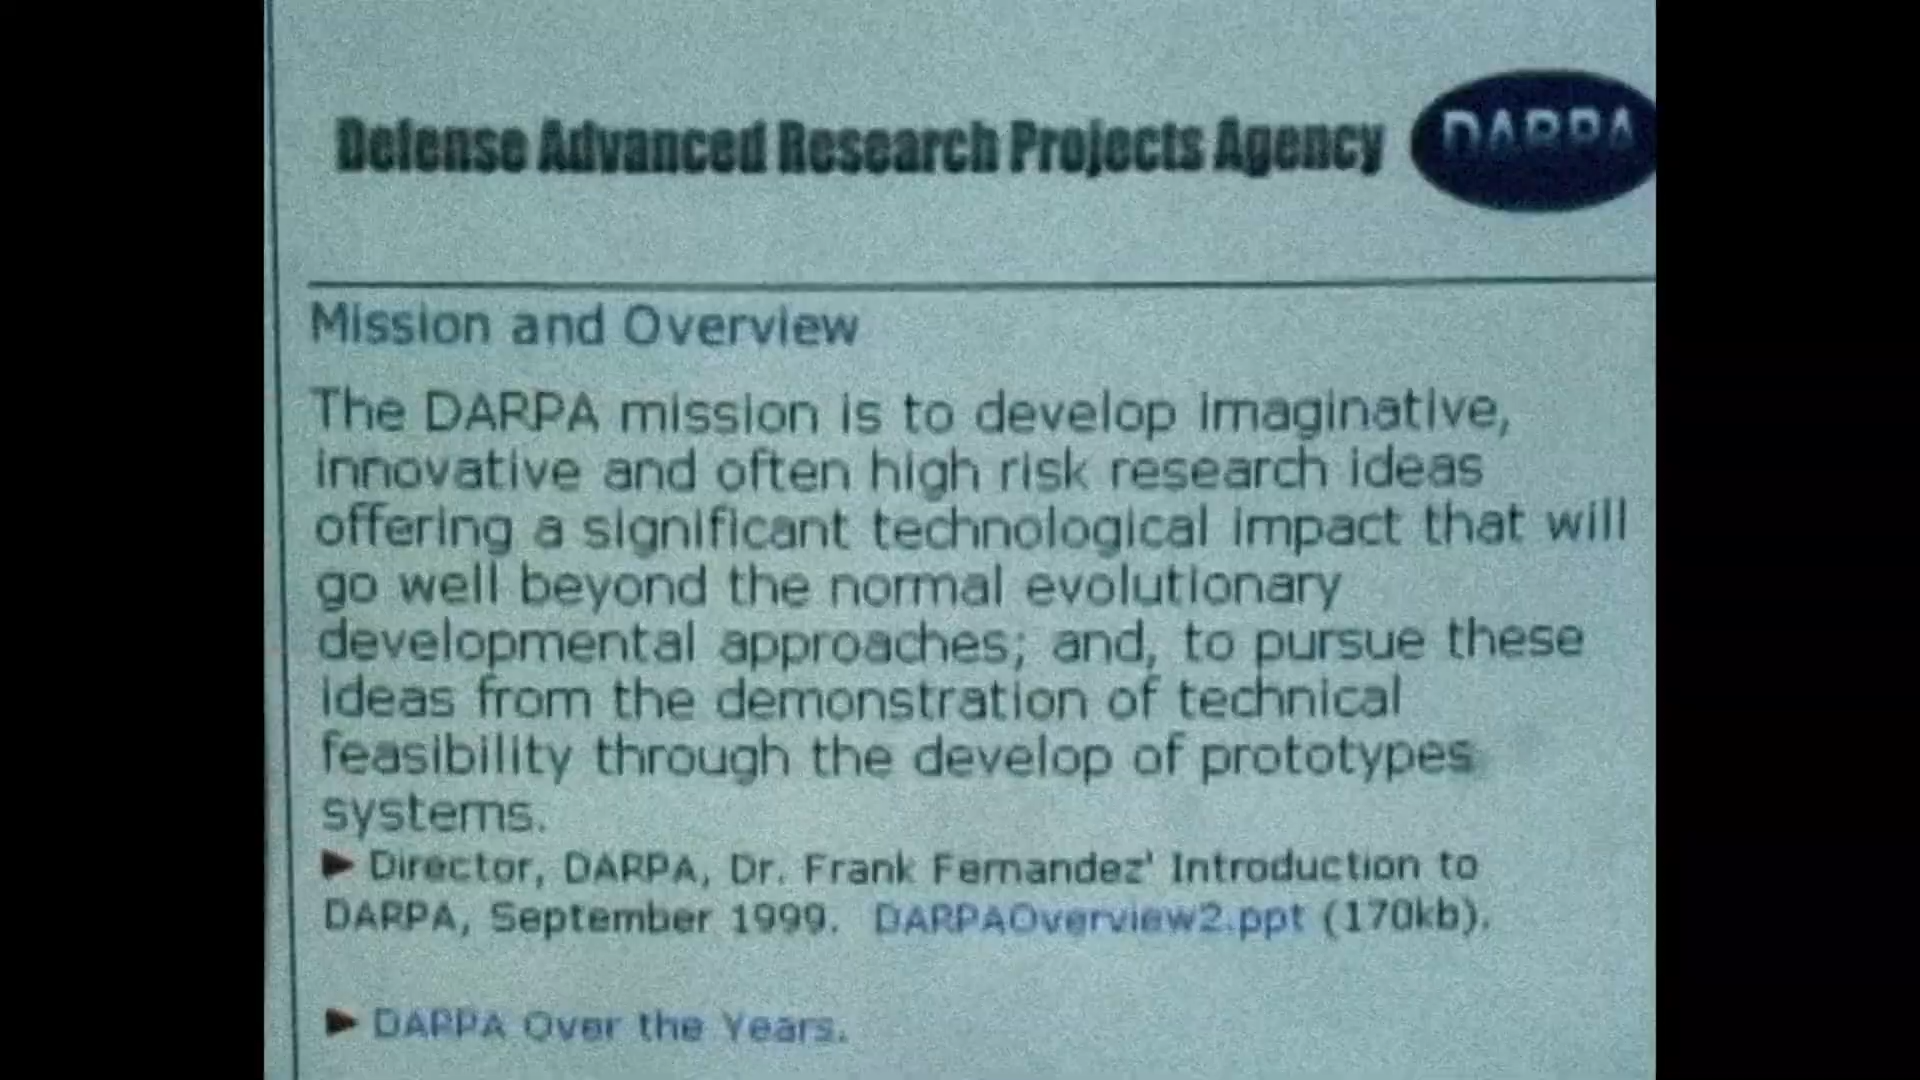 Defense Advanced Research Projects Agency
DARPA
Mission and Overview
The DARPA mission is to develop imaginative,
innovative and often high risk research ideas
offering a significant technological impact that will
go well beyond the normal evolutionary
developmental approaches; and, to pursue these
ideas from the demonstration of technical
feasibility through the develop of prototypes
systems.
Director, DARPA, Dr. Frank Fernandez' Introduction to
DARPA, September 1999. DARPAOverview2.ppt (170kb).
DARPA Over the Years.